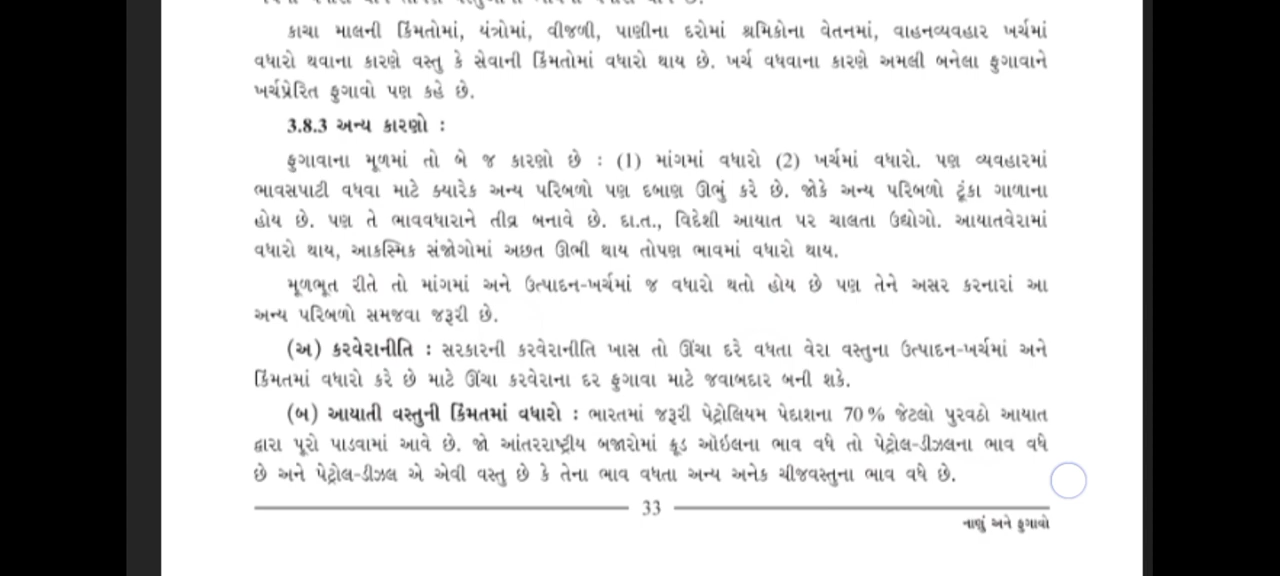 કાચા માલની કિંમતોમાં, યંત્રોમાં, વીજળી, પાણીના દરોમાં શ્રમિકોના વેતનમાં, વાહનવ્યવહાર ખર્ચમાં
વધારો થવાના કારણે વસ્તુ કે સેવાની કિંમતોમાં વધારો થાય છે. ખર્ચ વધવાના કારણે અમલી બનેલા ફુગાવાને
ખર્ચપ્રેરિત ફુગાવો પણ કહે છે.
3.8.3 અન્ય કારણો :
ફુગાવાના મૂળમાં તો બે જ કારણો છે : (1) માંગમાં વધારો (2) ખર્ચમાં વધારો. પણ વ્યવહારમાં
ભાવસપાટી વધવા માટે ક્યારેક અન્ય પરિબળો પણ દબાણ ઊભું કરે છે. જોકે અન્ય પરિબળો ટૂંકા ગાળાના
હોય છે. પણ તે ભાવવધારાને તીવ્ર બનાવે છે. દા.ત., વિદેશી આયાત પર ચાલતા ઉદ્યોગો. આયાતવેરામાં
વધારો થાય, આકસ્મિક સંજોગોમાં અછત ઊભી થાય તોપણ ભાવમાં વધારો થાય.
મૂળભૂત રીતે તો માંગમાં અને ઉત્પાદન-ખર્ચમાં જ વધારો થતો હોય છે પણ તેને અસર કરનારાં આ
અન્ય પરિબળો સમજવા જરૂરી છે.
(અ) કરવેરાનીતિ : સરકારની કરવેરાનીતિ ખાસ તો ઊંચા દરે વધતા વેરા વસ્તુના ઉત્પાદન-ખર્ચમાં અને
કિંમતમાં વધારો કરે છે માટે ઊંચા કરવેરાના દર ફુગાવા માટે જવાબદાર બની શકે.
(બ) આયાતી વસ્તુની કિંમતમાં વધારો : ભારતમાં જરૂરી પેટ્રોલિયમ પેદાશના 70 % જેટલો પુરવઠો આયાત
દ્વારા પૂરો પાડવામાં આવે છે. જો આંતરરાષ્ટ્રીય બજારોમાં ક્રૂડ ઑઇલના ભાવ વધે તો પેટ્રોલ-ડીઝલના ભાવ વધે
છે અને પેટ્રોલ-ડીઝલ એ એવી વસ્તુ છે કે તેના ભાવ વધતા અન્ય અનેક ચીજવસ્તુના ભાવ વધે છે.
33
નાણું અને ફુગાવો